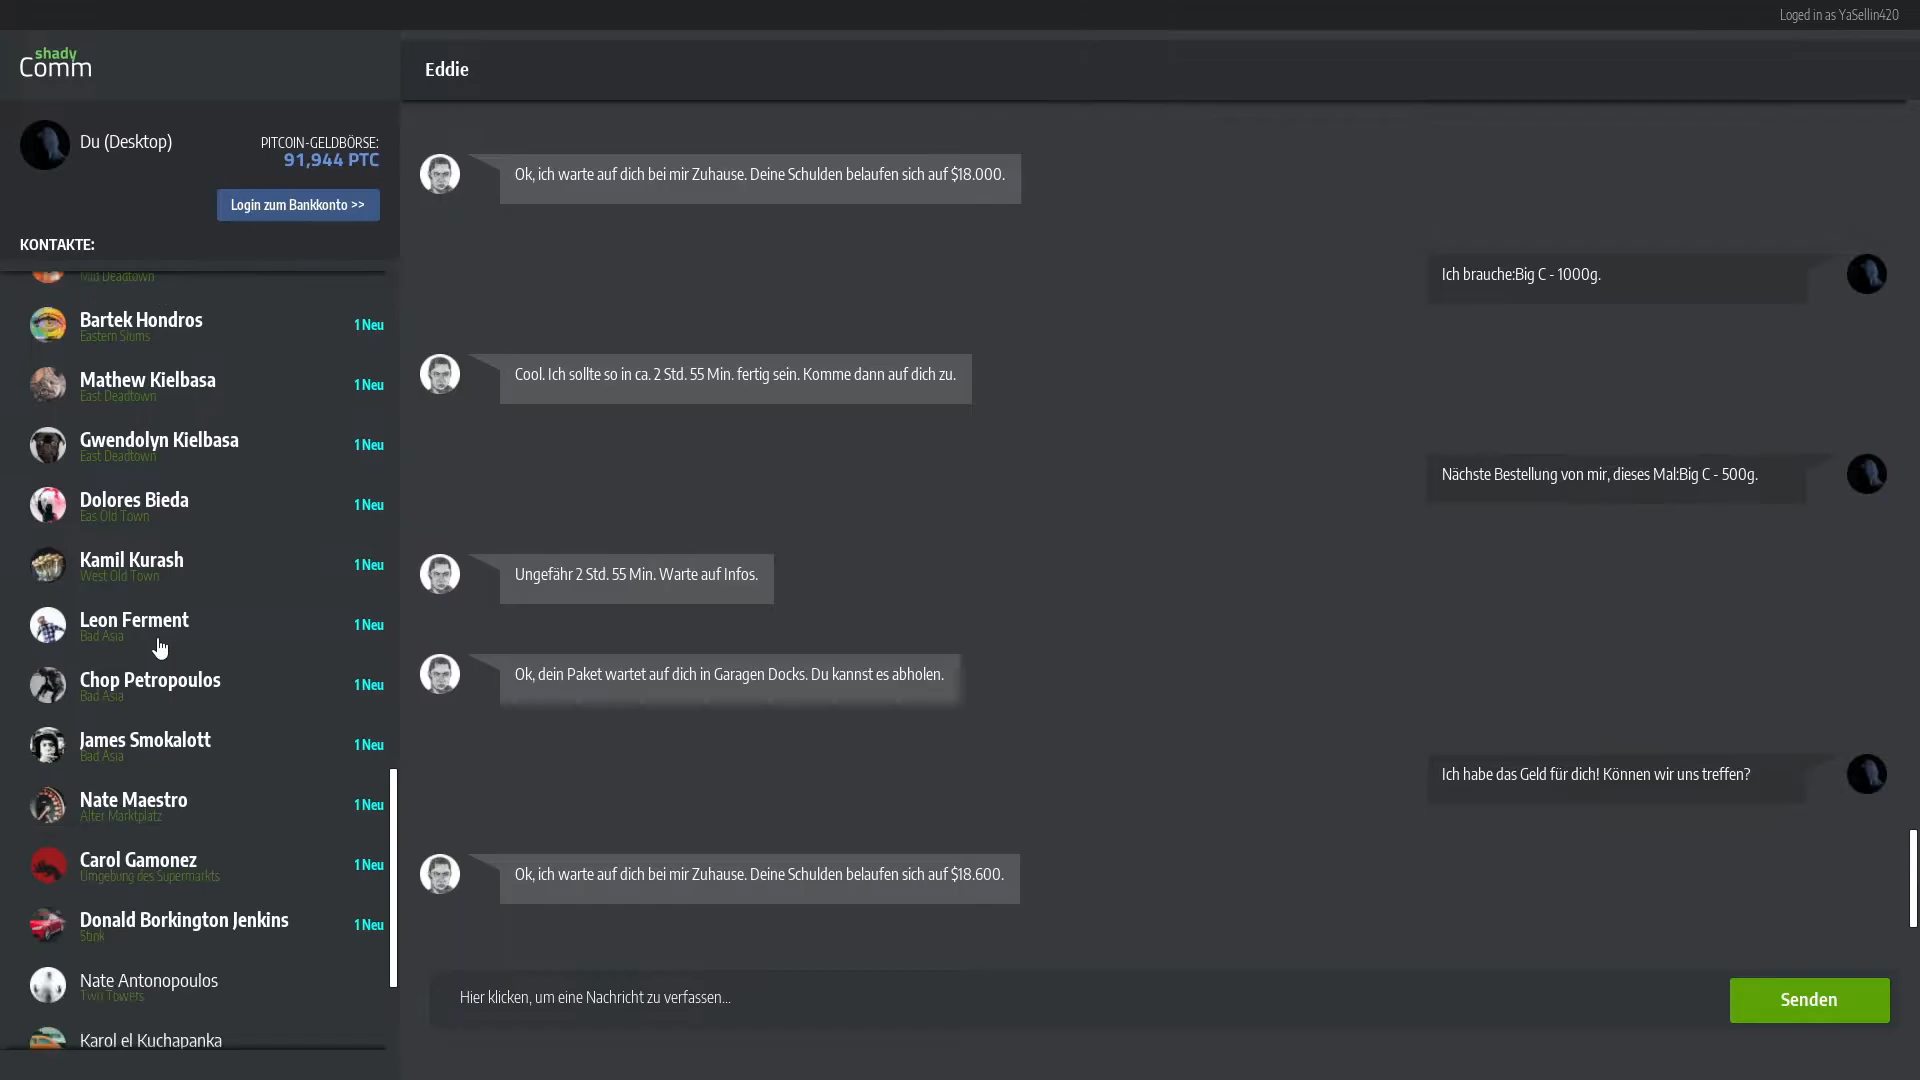 Loged in as YaSellin420
shady
Comm
Du (Desktop)
PITCOIN-GELDBÖRSE:
91,944 PTC
Login zum Bankkonto >>
KONTAKTE:
Mid Deadtown
Bartek Hondros
1 Neu
Eastern Slums
Mathew Kielbasa
1 Neu
East Deadtown
Gwendolyn Kielbasa
1 Neu
East Deadtown
Dolores Bieda
1 Neu
Eas Old Town
Kamil Kurash
1 Neu
West Old Town
Leon Ferment
1 Neu
Bad Asia
Chop Petropoulos
1 Neu
Bad Asia
James Smokalott
1 Neu
Bad Asia
Nate Maestro
1 Neu
Alter Marktplatz
Carol Gamonez
1 Neu
Umgebung des Supermarkts
Donald Borkington Jenkins
1 Neu
Stink
Nate Antonopoulos
Twin Towers
Karol el Kuchapanka
Eddie
Ok, ich warte auf dich bei mir Zuhause. Deine Schulden belaufen sich auf $18.000.
Ich brauche:Big C - 1000g.
Cool. Ich sollte so in ca. 2 Std. 55 Min. fertig sein. Komme dann auf dich zu.
Nächste Bestellung von mir, dieses Mal:Big C - 500g.
Ungefähr 2 Std. 55 Min. Warte auf Infos.
Ok, dein Paket wartet auf dich in Garagen Docks. Du kannst es abholen.
Ich habe das Geld für dich! Können wir uns treffen?
Ok, ich warte auf dich bei mir Zuhause. Deine Schulden belaufen sich auf $18.600.
Hier klicken, um eine Nachricht zu verfassen...
Senden